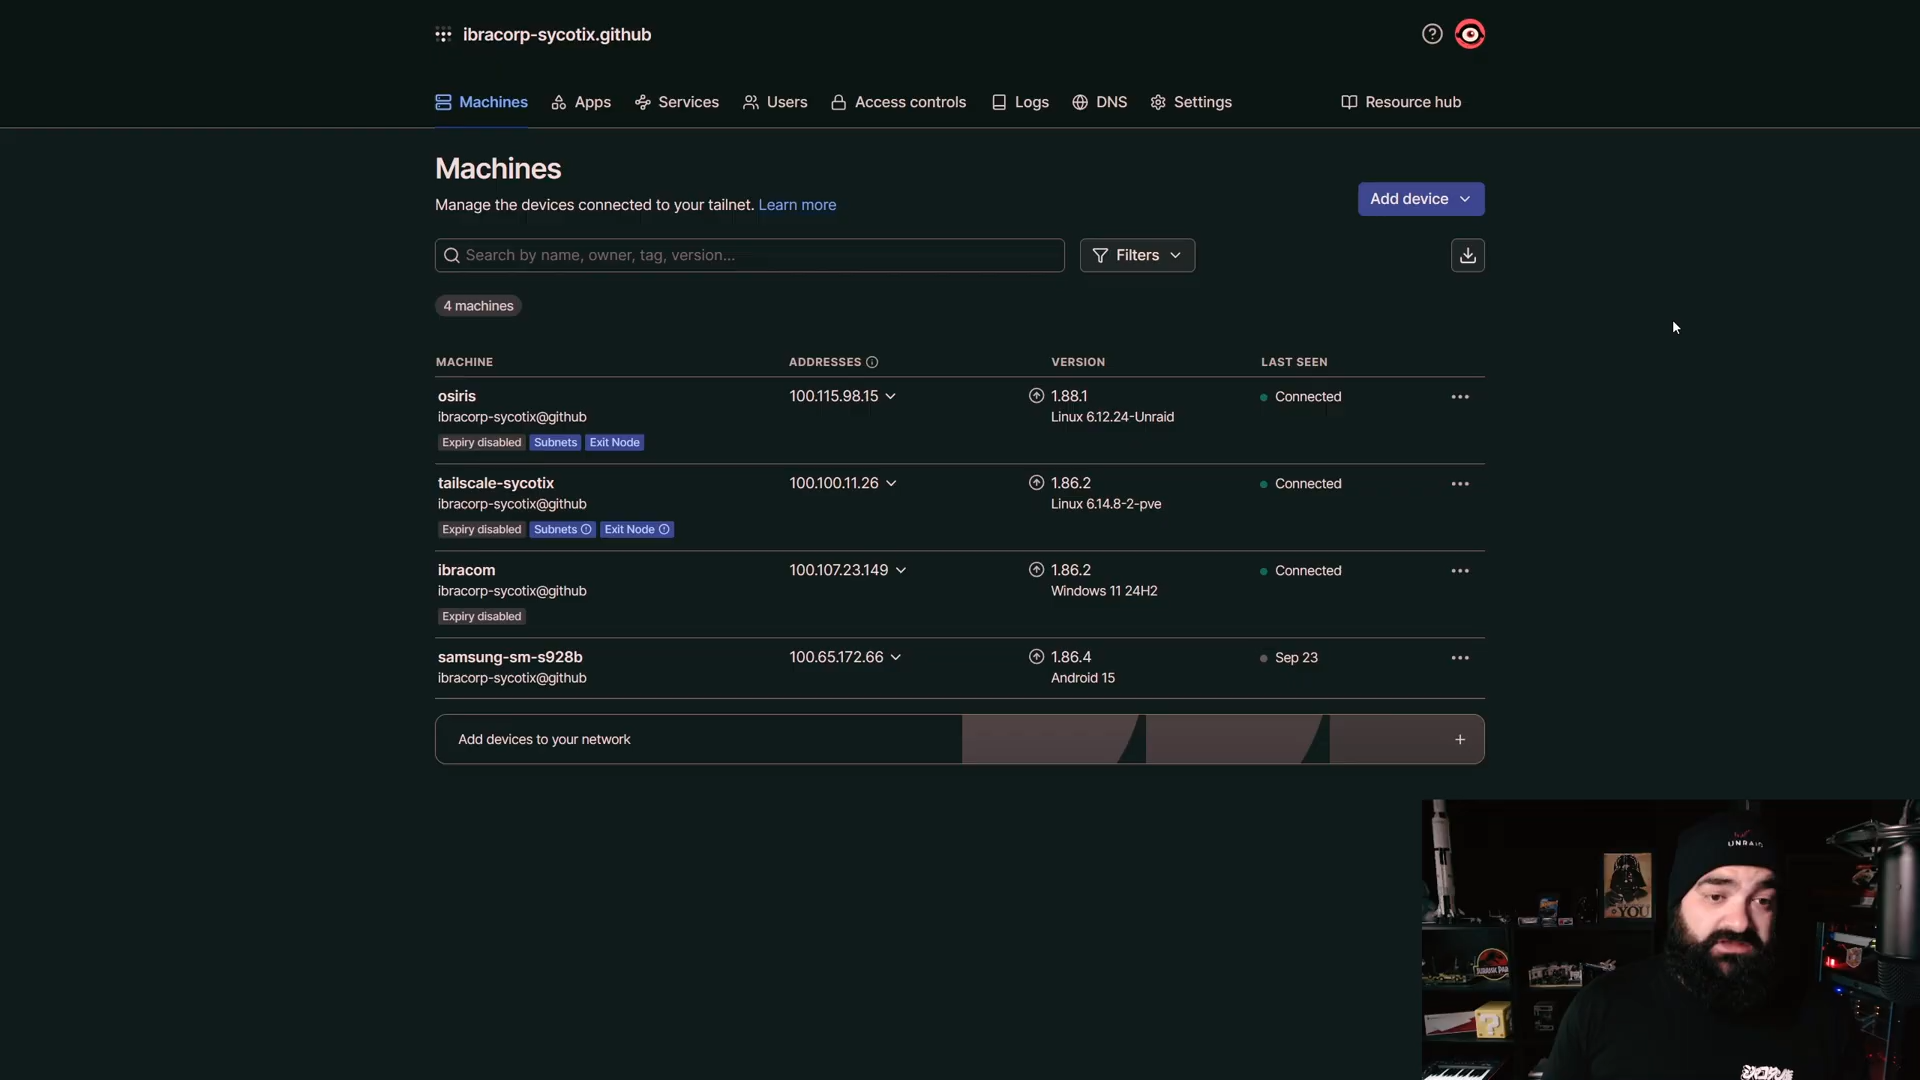 ibracorp-sycotix.github
Machines Apps Services Users Access controls Logs DNS Settings Resource hub
Machines
Manage the devices connected to your tailnet. Learn more
Add device
Search by name, owner, tag, version...
Filters
4 machines
MACHINE ADDRESSES VERSION LAST SEEN
osiris 100.115.98.15 1.88.1 Connected
ibracorp-sycotix@github Linux 6.12.24-Unraid
Expiry disabled Subnets Exit Node
tailscale-sycotix 100.100.11.26 1.86.2 Connected
ibracorp-sycotix@github Linux 6.14.8-2-pve
Expiry disabled Subnets Exit Node
ibracom 100.107.23.149 1.86.2 Connected
ibracorp-sycotix@github Windows 11 24H2
Expiry disabled
samsung-sm-s928b 100.65.172.66 1.86.4 Sep 23
ibracorp-sycotix@github Android 15
Add devices to your network
UNRAID
YOU
JURASSIC PARK